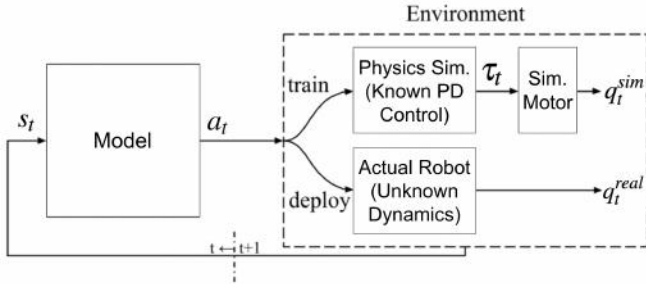 Environment
s_t
Model
a_t
train
deploy
Physics Sim.
(Known PD
Control)
τ_t
Sim.
Motor
q_t^{sim}
Actual Robot
(Unknown
Dynamics)
q_t^{real}
t ← t+1